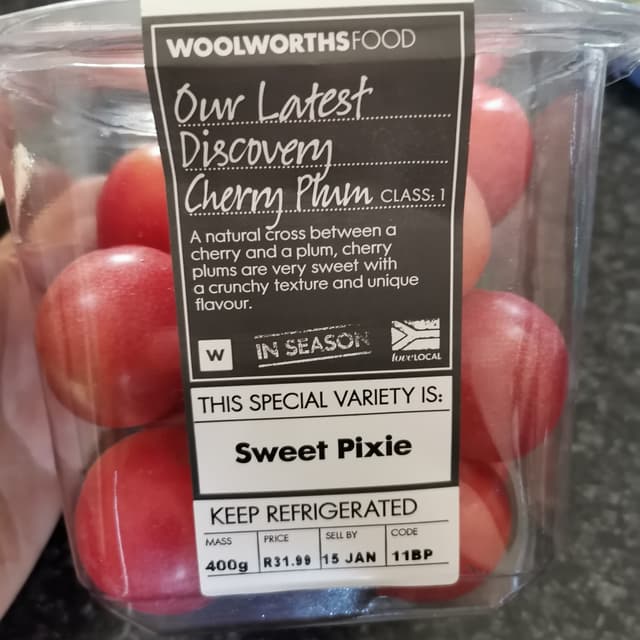 WOOLWORTHS FOOD
Our Latest
Discovery
Cherry Plum CLASS: 1
A natural cross between a
cherry and a plum, cherry
plums are very sweet with
a crunchy texture and unique
flavour.
W IN SEASON
loveLOCAL
THIS SPECIAL VARIETY IS:
Sweet Pixie
KEEP REFRIGERATED
MASS PRICE SELL BY CODE
400g R31.99 15 JAN 11BP